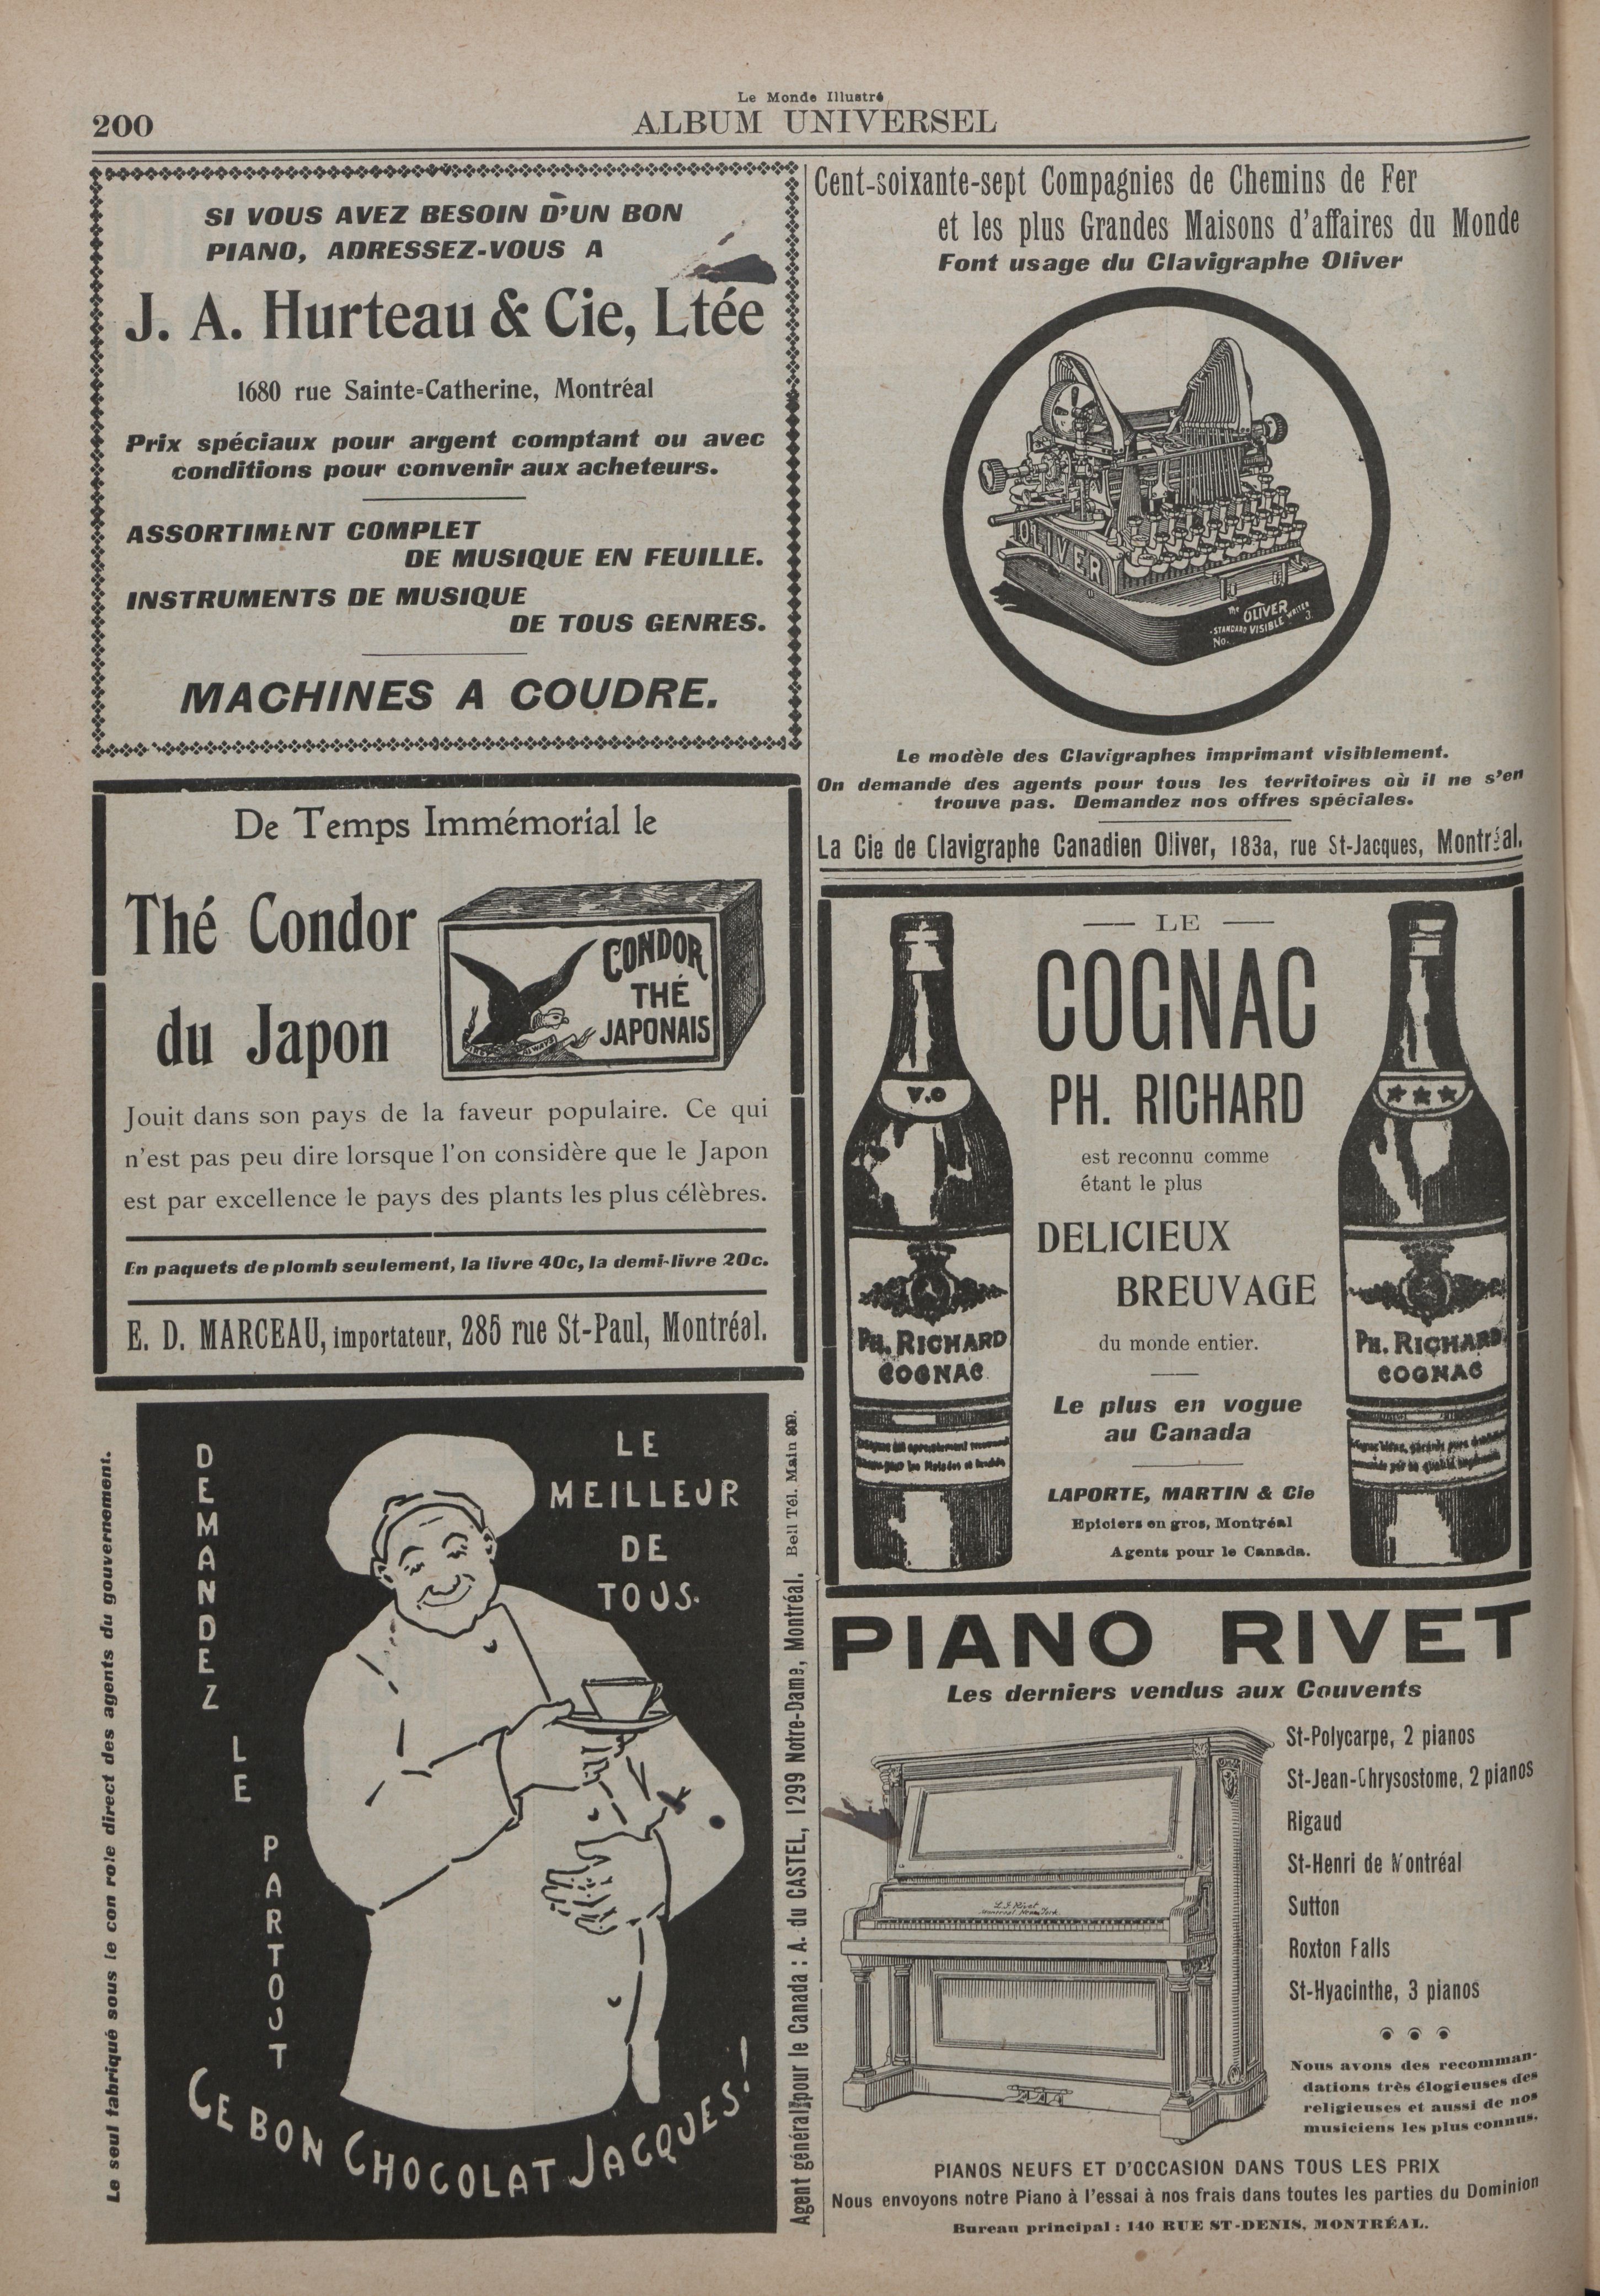 Le Monde Illustré
200
ALBUM UNIVERSEL
SI VOUS AVEZ BESOIN D'UN BON
PIANO, ADRESSEZ-VOUS A
J. A. Hurteau & Cie, Ltée
1680 rue Sainte-Catherine, Montréal
Prix spéciaux pour argent comptant ou avec
conditions pour convenir aux acheteurs.
ASSORTIMENT COMPLET
DE MUSIQUE EN FEUILLE.
INSTRUMENTS DE MUSIQUE
DE TOUS GENRES.
MACHINES A COUDRE.
De Temps Immémorial le
Thé Condor
du Japon
CONDOR
THÉ
JAPONAIS
Jouit dans son pays de la faveur populaire. Ce qui
n'est pas peu dire lorsque l'on considère que le Japon
est par excellence le pays des plants les plus célèbres.
En paquets de plomb seulement, la livre 40c, la demi-livre 20c.
E. D. MARCEAU, importateur, 285 rue St-Paul, Montréal.
Le seul fabriqué sous le con role direct des agents du gouvernement.
DEMANDEZ
LE
PARTOUT
LE
MEILLEUR
DE
TOUS.
CE BON CHOCOLAT JACQUES!
Agent général pour le Canada : A. du CASTEL, 1299 Notre-Dame, Montréal. Bell Tél. Main 800.
Cent-soixante-sept Compagnies de Chemins de Fer
et les plus Grandes Maisons d'affaires du Monde
Font usage du Clavigraphe Oliver
OLIVER
The OLIVER
STANDARD VISIBLE WRITER
No. 3.
Le modèle des Clavigraphes imprimant visiblement.
On demande des agents pour tous les territoires où il ne s'en
trouve pas. Demandez nos offres spéciales.
La Cie de Clavigraphe Canadien Oliver, 183a, rue St-Jacques, Montréal.
LE
COGNAC
PH. RICHARD
est reconnu comme
étant le plus
DELICIEUX
BREUVAGE
du monde entier.
Le plus en vogue
au Canada
LAPORTE, MARTIN & Cie
Epiciers en gros, Montréal
Agents pour le Canada.
V.O
PH. RICHARD
COGNAC
★★★
PH. RICHARD
COGNAC
PIANO RIVET
Les derniers vendus aux Couvents
St-Polycarpe, 2 pianos
St-Jean-Chrysostome, 2 pianos
Rigaud
St-Henri de Montréal
Sutton
Roxton Falls
St-Hyacinthe, 3 pianos
Nous avons des recomman-
dations très élogieuses des
religieuses et aussi de nos
musiciens les plus connus.
PIANOS NEUFS ET D'OCCASION DANS TOUS LES PRIX
Nous envoyons notre Piano à l'essai à nos frais dans toutes les parties du Dominion
Bureau principal : 140 RUE ST-DENIS, MONTRÉAL.